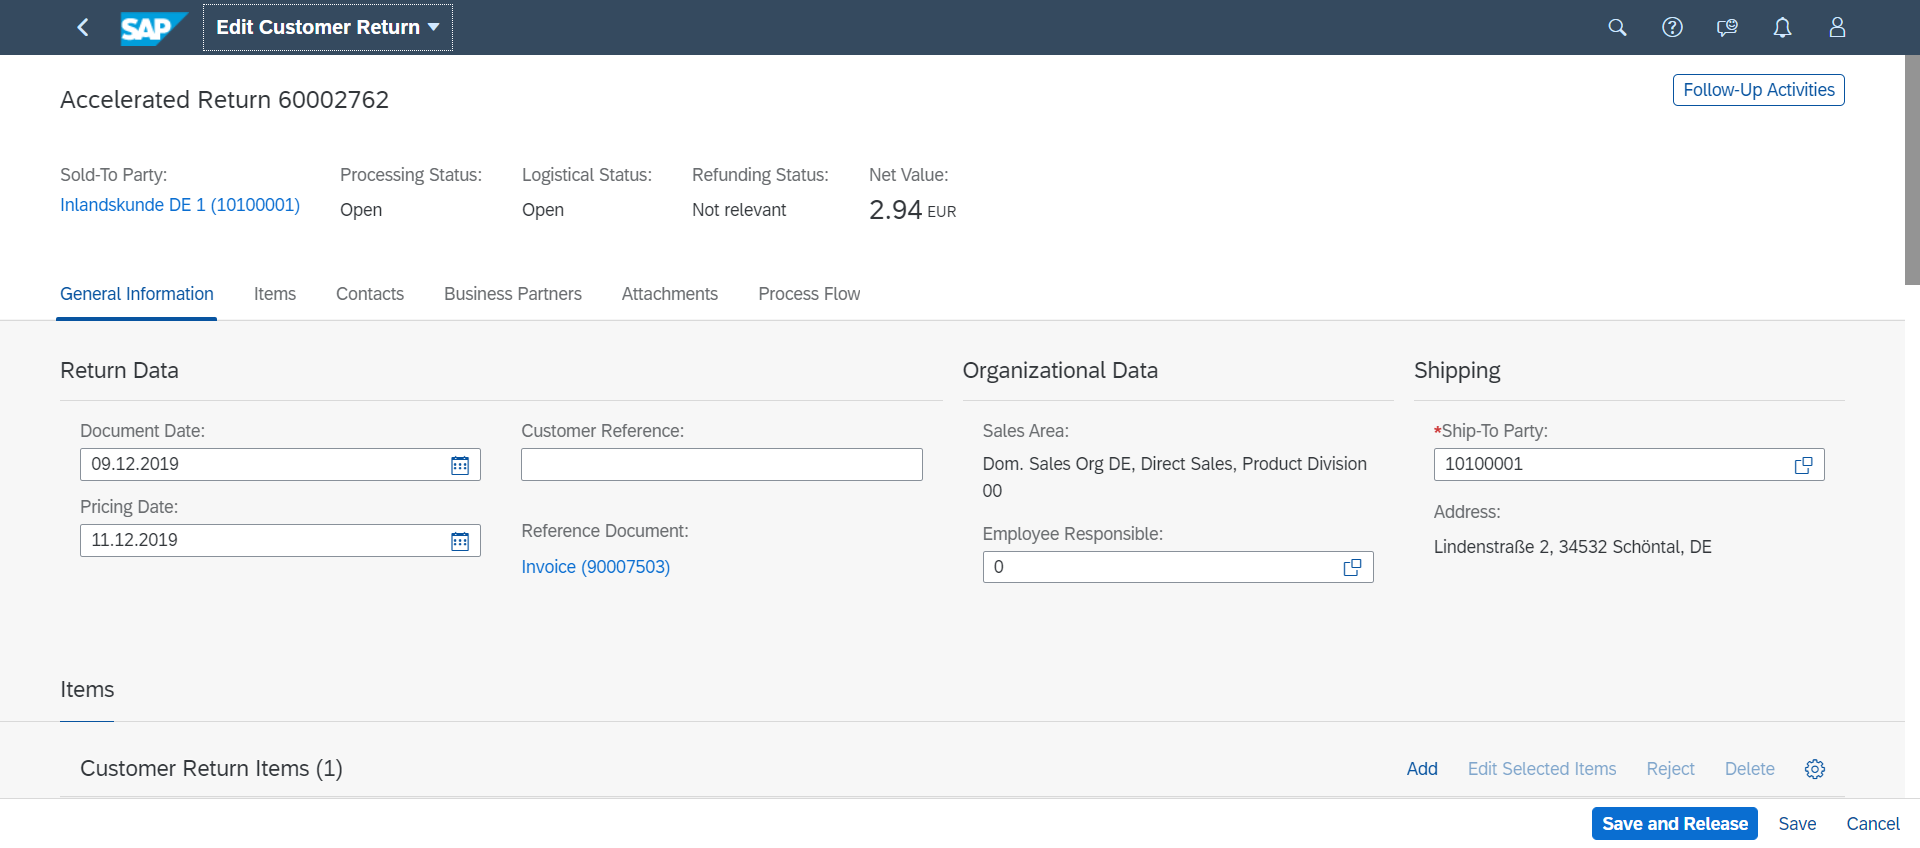 SAP Edit Customer Return
Accelerated Return 60002762
Follow-Up Activities
Sold-To Party:
Inlandskunde DE 1 (10100001)
Processing Status:
Open
Logistical Status:
Open
Refunding Status:
Not relevant
Net Value:
2.94 EUR
General Information Items Contacts Business Partners Attachments Process Flow
Return Data
Document Date:
09.12.2019
Pricing Date:
11.12.2019
Customer Reference:
Reference Document:
Invoice (90007503)
Organizational Data
Sales Area:
Dom. Sales Org DE, Direct Sales, Product Division
00
Employee Responsible:
0
Shipping
*Ship-To Party:
10100001
Address:
Lindenstraße 2, 34532 Schöntal, DE
Items
Customer Return Items (1)
Add Edit Selected Items Reject Delete
Save and Release Save Cancel